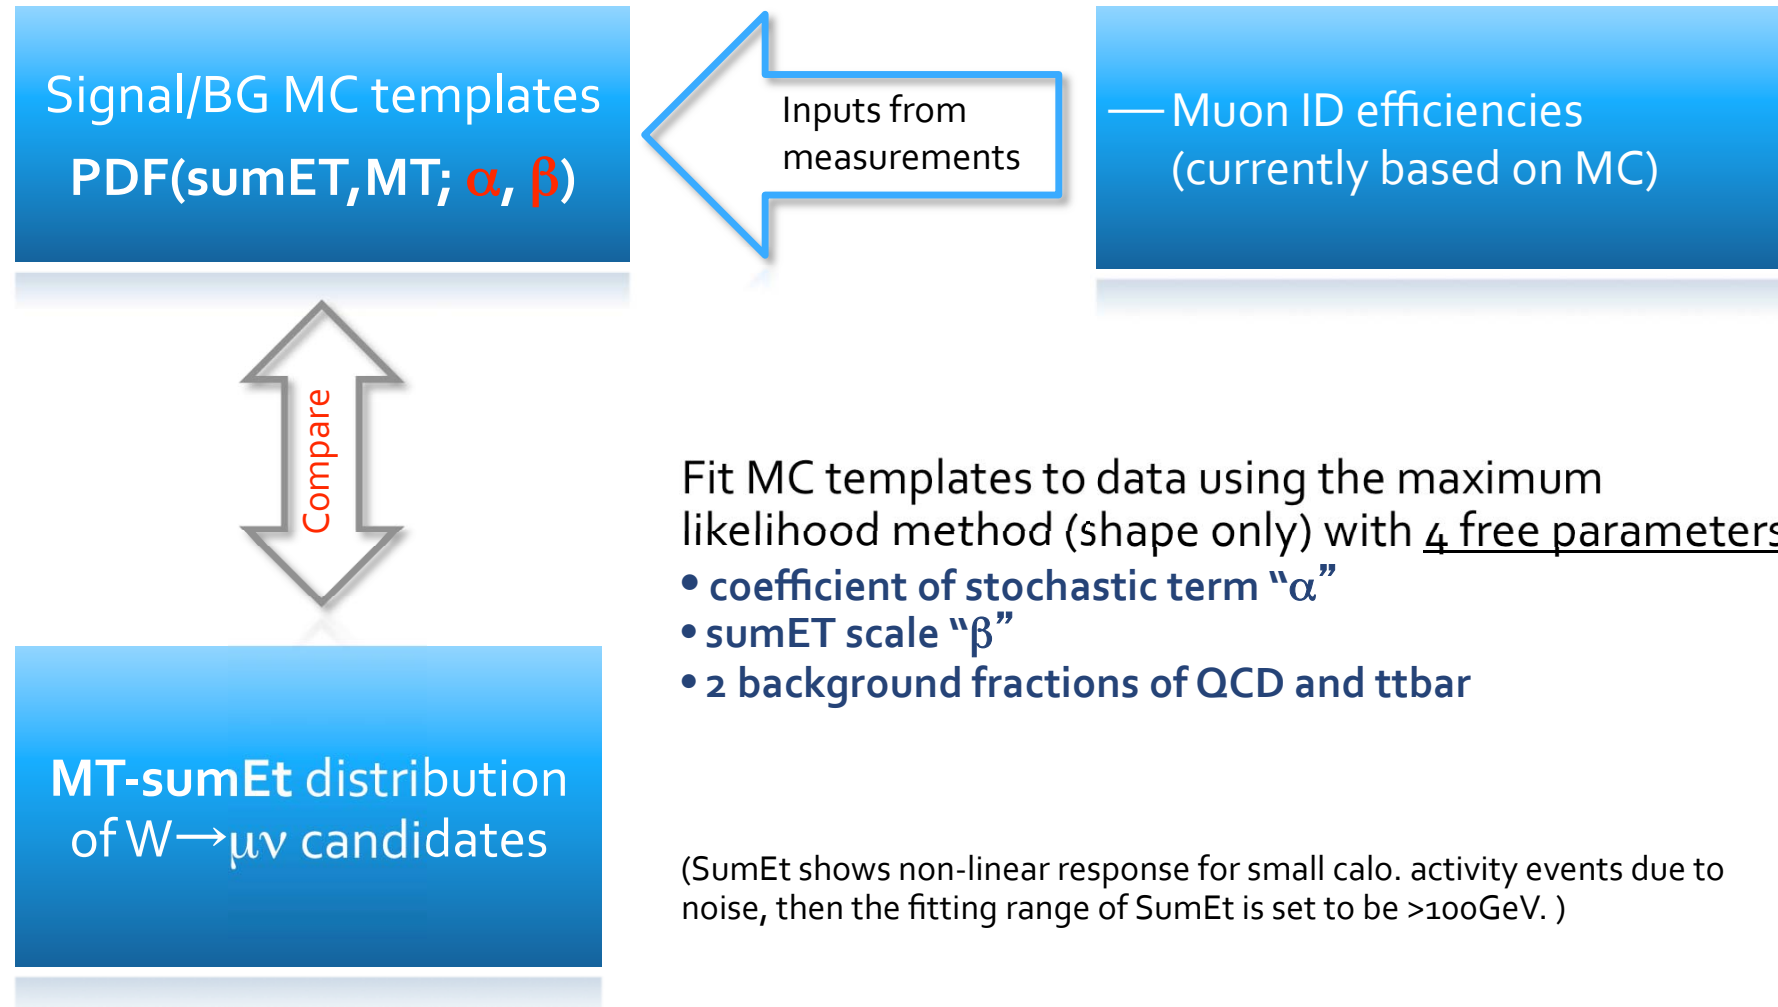 Signal/BG MC templates
PDF(sumET,MT; α, β)
Inputs from
measurements
— Muon ID efficiencies
(currently based on MC)
Compare
Fit MC templates to data using the maximum
likelihood method (shape only) with 4 free parameters
• coefficient of stochastic term “α”
• sumET scale “β”
• 2 background fractions of QCD and ttbar
MT-sumEt distribution
of W→μν candidates
(SumEt shows non-linear response for small calo. activity events due to
noise, then the fitting range of SumEt is set to be >100GeV. )